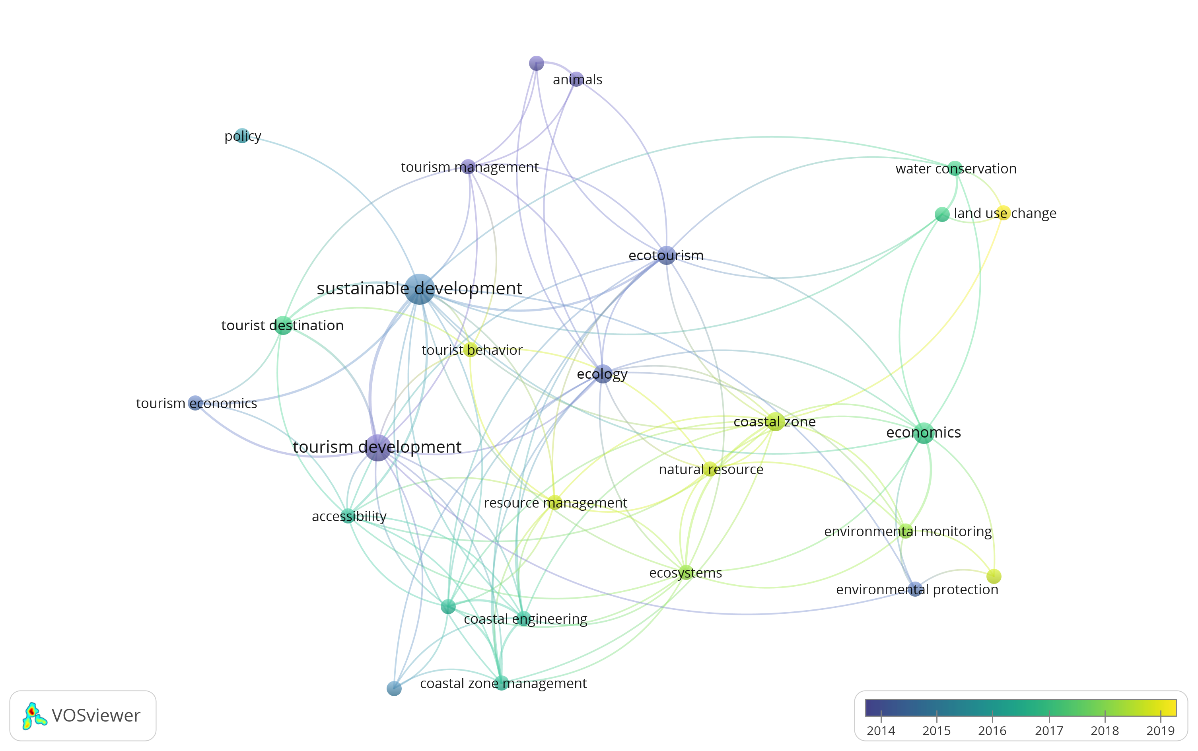 animals
policy
tourism management
water conservation
land use change
ecotourism
sustainable development
tourist destination
tourist behavior
ecology
tourism economics
coastal zone
economics
tourism development
natural resource
resource management
accessibility
environmental monitoring
ecosystems
environmental protection
coastal engineering
coastal zone management
VOSviewer
2014 2015 2016 2017 2018 2019